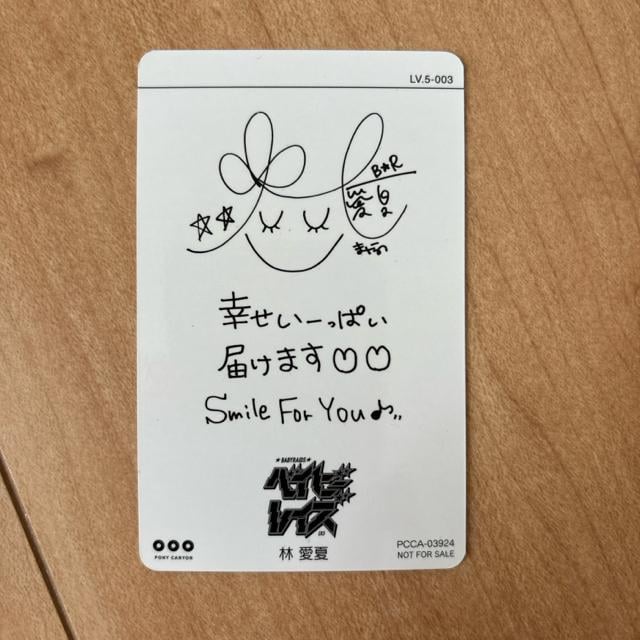 LV.5-003
B☆R
愛夏
幸せいーっぱい
届けます♡♡
Smile For You♪
★BABYRAIDS★
ベイビー
レイズ
林 愛夏
PONY CANYON
PCCA-03924
NOT FOR SALE